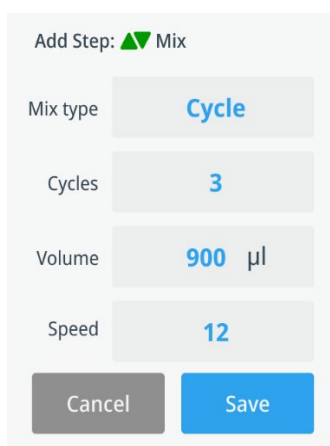 Add Step: Mix
Mix type Cycle
Cycles 3
Volume 900 µl
Speed 12
Cancel Save